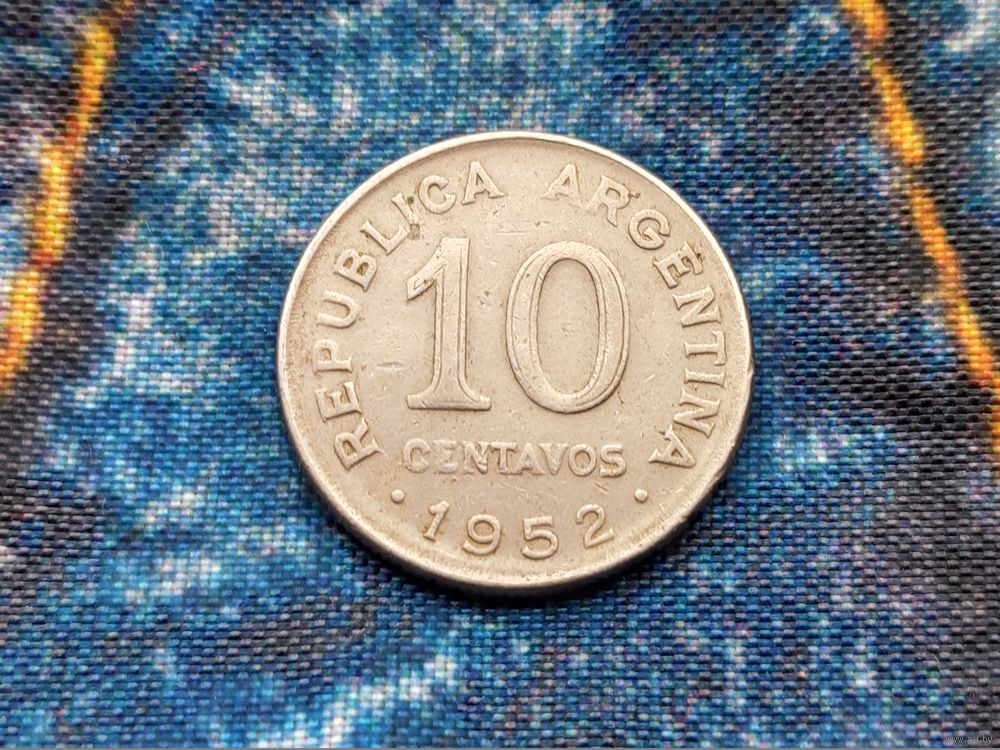 REPUBLICA ARGENTINA
10
CENTAVOS
• 1952 •